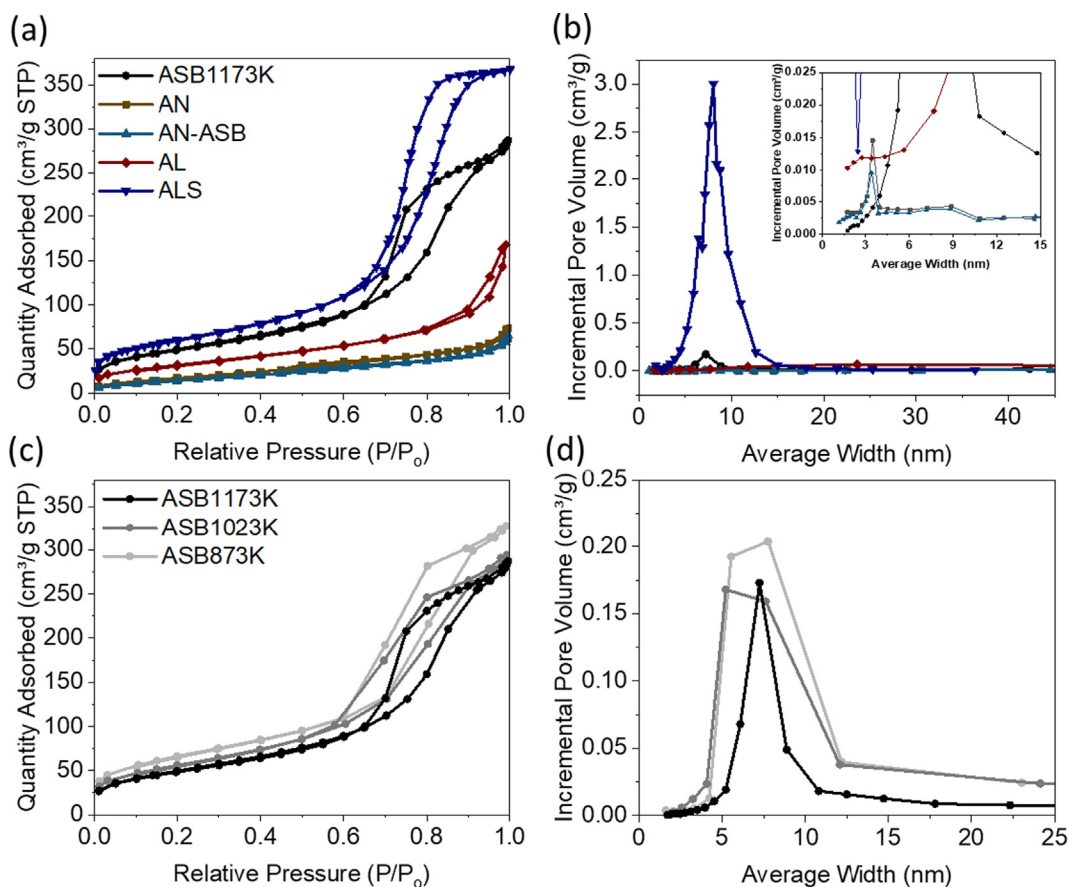 (a)
Quantity Adsorbed (cm³/g STP)
350
300
250
200
150
100
50
0
ASB1173K
AN
AN-ASB
AL
ALS
0.0 0.2 0.4 0.6 0.8 1.0
Relative Pressure (P/Pₒ)
(b)
Incremental Pore Volume (cm³/g)
3.0
2.5
2.0
1.5
1.0
0.5
0.0
0 10 20 30 40
Average Width (nm)
Incremental Pore Volume (cm³/g)
0.025
0.020
0.015
0.010
0.005
0.000
0 3 6 9 12 15
Average Width (nm)
(c)
Quantity Adsorbed (cm³/g STP)
350
300
250
200
150
100
50
0
ASB1173K
ASB1023K
ASB873K
0.0 0.2 0.4 0.6 0.8 1.0
Relative Pressure (P/Pₒ)
(d)
Incremental Pore Volume (cm³/g)
0.25
0.20
0.15
0.10
0.05
0.00
0 5 10 15 20 25
Average Width (nm)